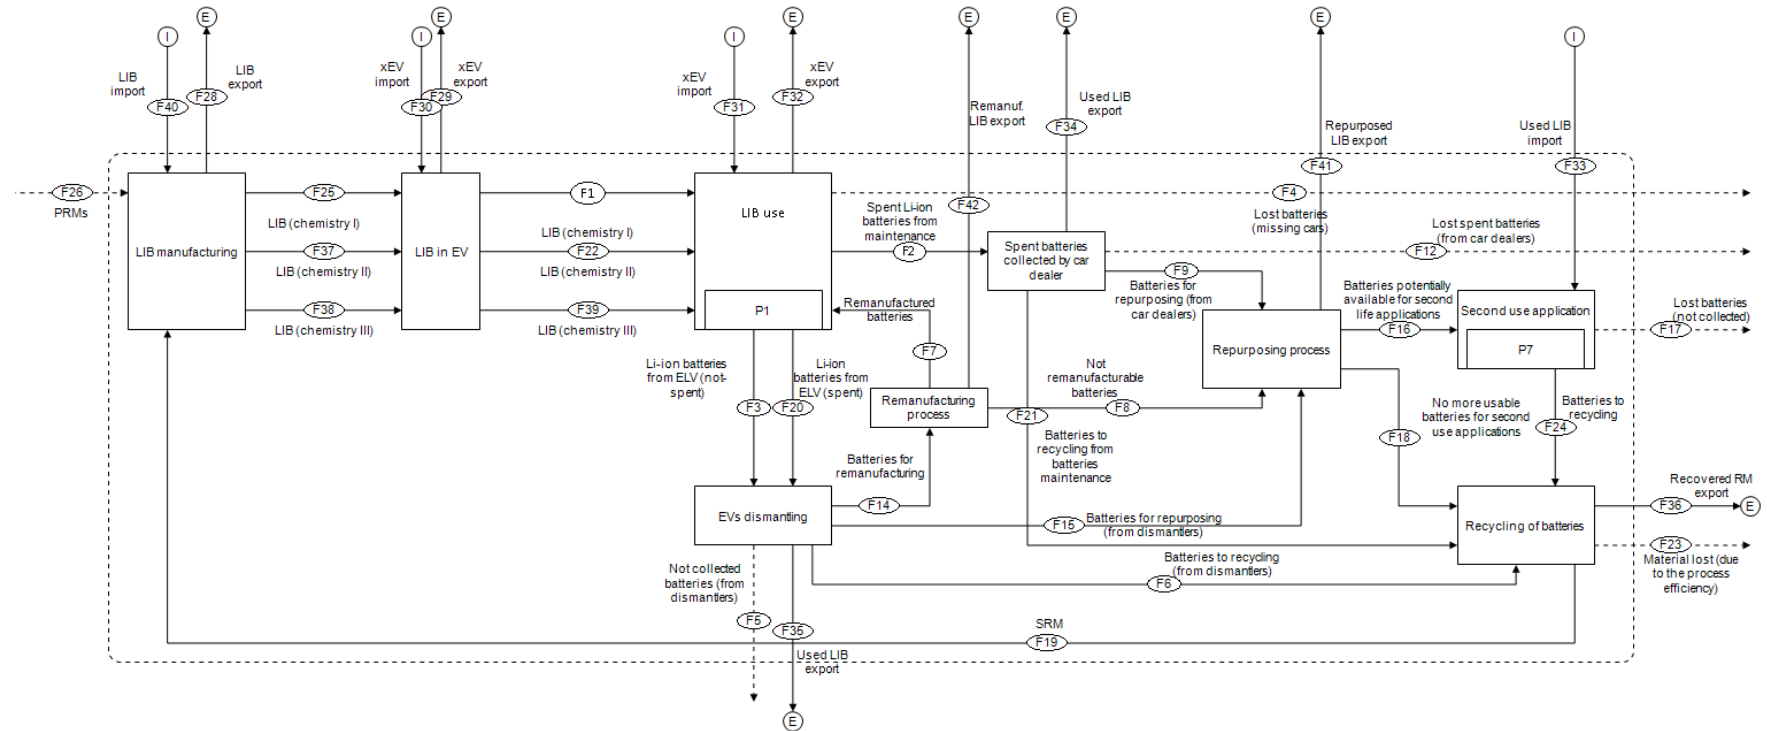 E
E
E
E
E
E
I
I
I
I
LIB
import
LIB
export
xEV
import
xEV
export
xEV
import
xEV
export
Remanuf.
LIB export
Used LIB
export
Repurposed
LIB export
Used LIB
import
F40
F28
F30
F29
F31
F32
F42
F34
F41
F33
F26
PRMs
LIB manufacturing
F25
LIB (chemistry I)
F37
LIB (chemistry II)
F38
LIB (chemistry III)
LIB in EV
F1
LIB (chemistry I)
F22
LIB (chemistry II)
F39
LIB (chemistry III)
LIB use
P1
F4
Lost batteries
(missing cars)
Spent Li-ion
batteries from
maintenance
F2
Spent batteries
collected by car
dealer
Lost spent batteries
(from car dealers)
F12
F9
Batteries for
repurposing (from
car dealers)
Remanufactured
batteries
F7
Repurposing process
Batteries potentially
available for second
life applications
F16
Second use application
P7
Lost batteries
(not collected)
F17
Li-ion batteries
from ELV (not-
spent)
F3
Li-ion
batteries from
ELV (spent)
F20
Remanufacturing
process
Not
remanufacturable
batteries
F8
F21
Batteries to
recycling from
batteries
maintenance
No more usable
batteries for second
use applications
F18
Batteries to
recycling
F24
Batteries for
remanufacturing
F14
EVs dismantling
F15
Batteries for repurposing
(from dismantlers)
Batteries to recycling
(from dismantlers)
F6
Recycling of batteries
Recovered RM
export
F36
E
F23
Material lost (due
to the process
efficiency)
Not collected
batteries (from
dismantlers)
F5
F35
Used LIB
export
E
SRM
F19